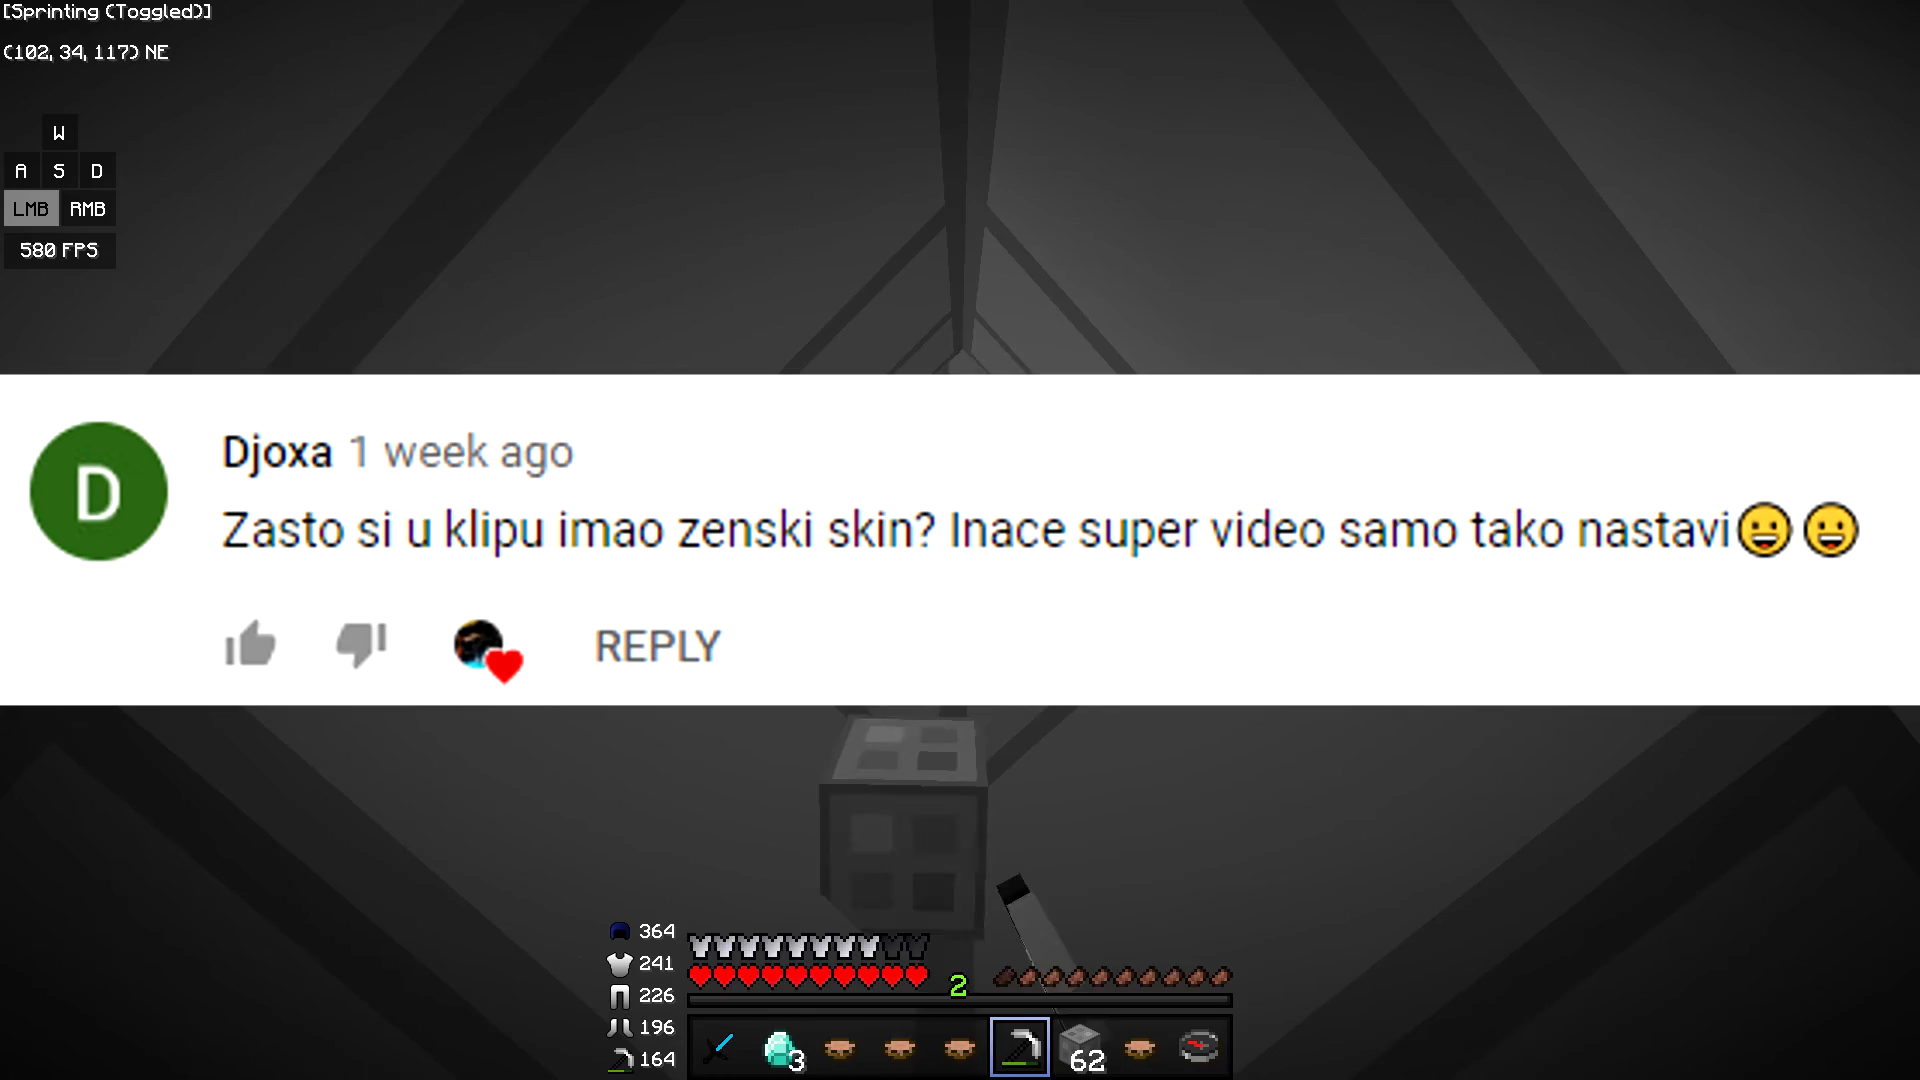 [Sprinting (Toggled)]
(102, 34, 117) NE
W
A S D
LMB RMB
580 FPS
D
Djoxa 1 week ago
Zasto si u klipu imao zenski skin? Inace super video samo tako nastavi😀😀
REPLY
364
241
226
196
164
2
3
62